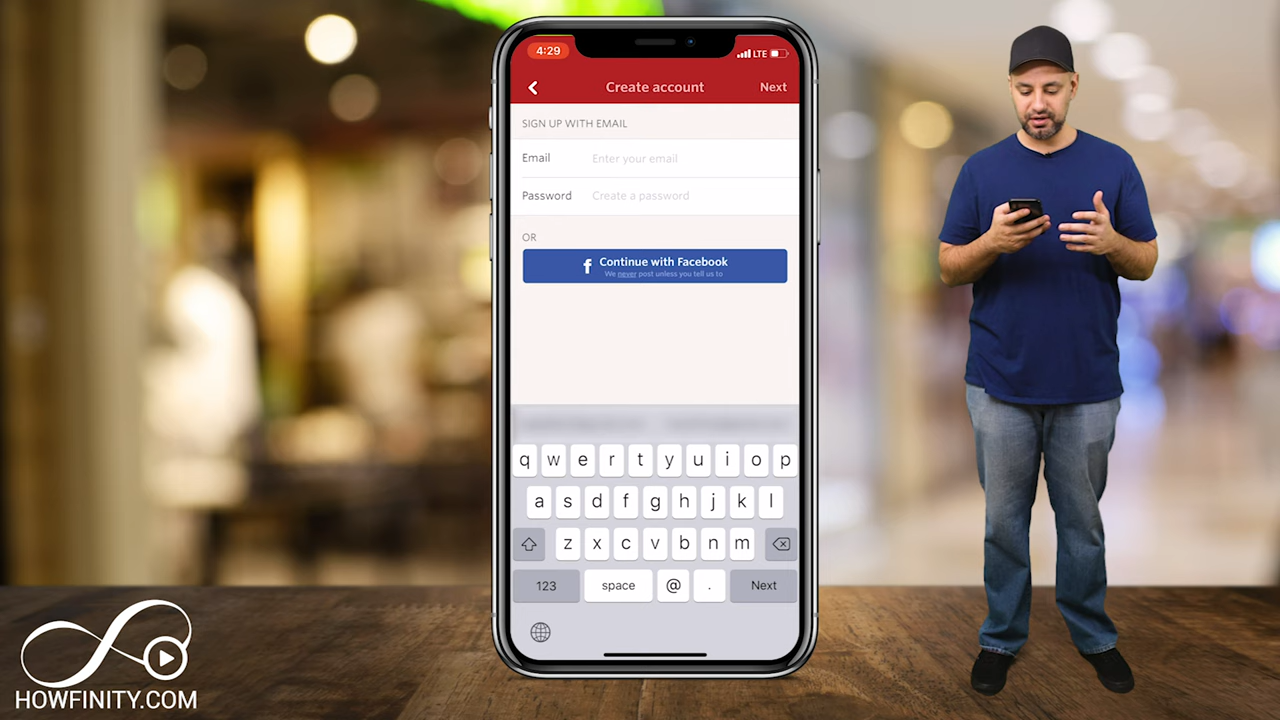 4:29
LTE
Create account
Next
SIGN UP WITH EMAIL
Email Enter your email
Password Create a password
OR
f Continue with Facebook
We never post unless you tell us to
q w e r t y u i o p
a s d f g h j k l
z x c v b n m
123 space @ . Next
HOWFINITY.COM